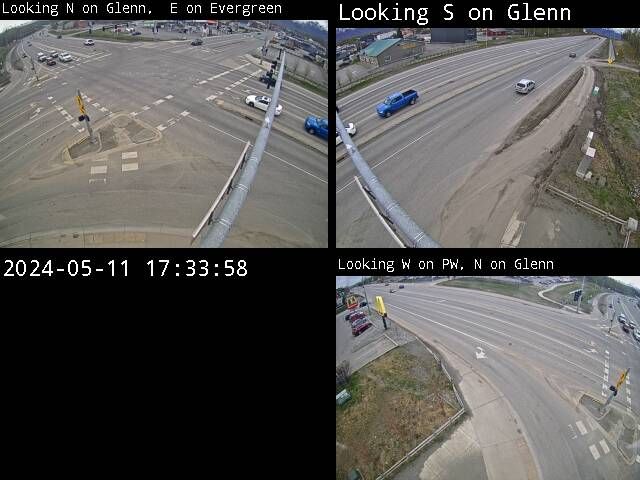 Looking N on Glenn, E on Evergreen
Looking S on Glenn
2024-05-11 17:33:58
Looking W on PW, N on Glenn